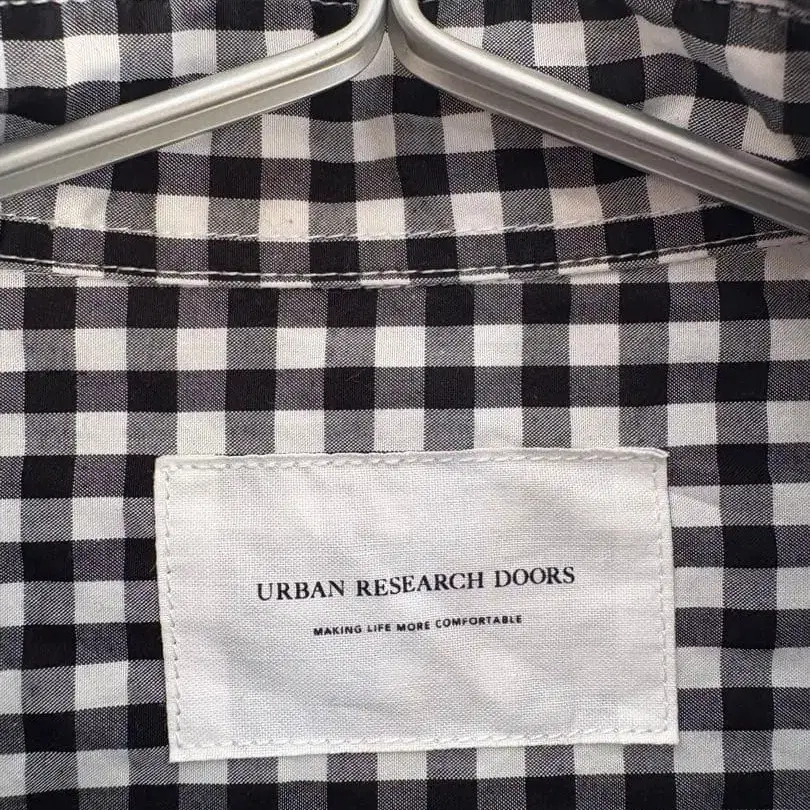 URBAN RESEARCH DOORS
MAKING LIFE MORE COMFORTABLE